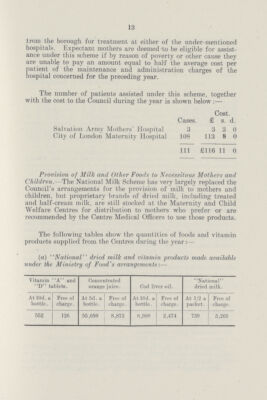 13
from the borough for treatment at either of the under-mentioned
hospitals. Expectant mothers are deemed to be eligible for assist-
ance under this scheme if by reason of poverty or other cause they
are unable to pay an amount equal to half the average cost per
patient of the maintenance and administration charges of the
hospital concerned for the preceding year.
The number of patients assisted under this scheme, together
with the cost to the Council during the year is shown below :—
Cost.
Cases. £ s. d.
Salvation Army Mothers' Hospital 3 3 3 0
City of London Maternity Hospital 108 113 8 0
111 £116 11 0
Provision of Milk and Other Foods to Necessitous Mothers and
Children.—The National Milk Scheme has very largely replaced the
Council's arrangements for the provision of milk to mothers and
children, but proprietary brands of dried milk, including treated
and half-cream milk, are still stocked at the Maternity and Child
Welfare Centres for distribution to mothers who prefer or are
recommended by the Centre Medical Officers to use those products.
The following tables show the quantities of foods and vitamin
products supplied from the Centres during the year:—
(a) "National" dried milk and vitamin products made available
under the Ministry of Food's arrangements:—
Vitamin "A" and "D" tablets. Concentrated orange juice. Cod liver oil. "National" dried milk.
At 10d. a bottle. Free of charge. At 5d. a bottle. Free of charge. At 10d. a bottle. Free of charge. At 1/2 a packet. Free of charge.
552 126 2,474 739 5,205